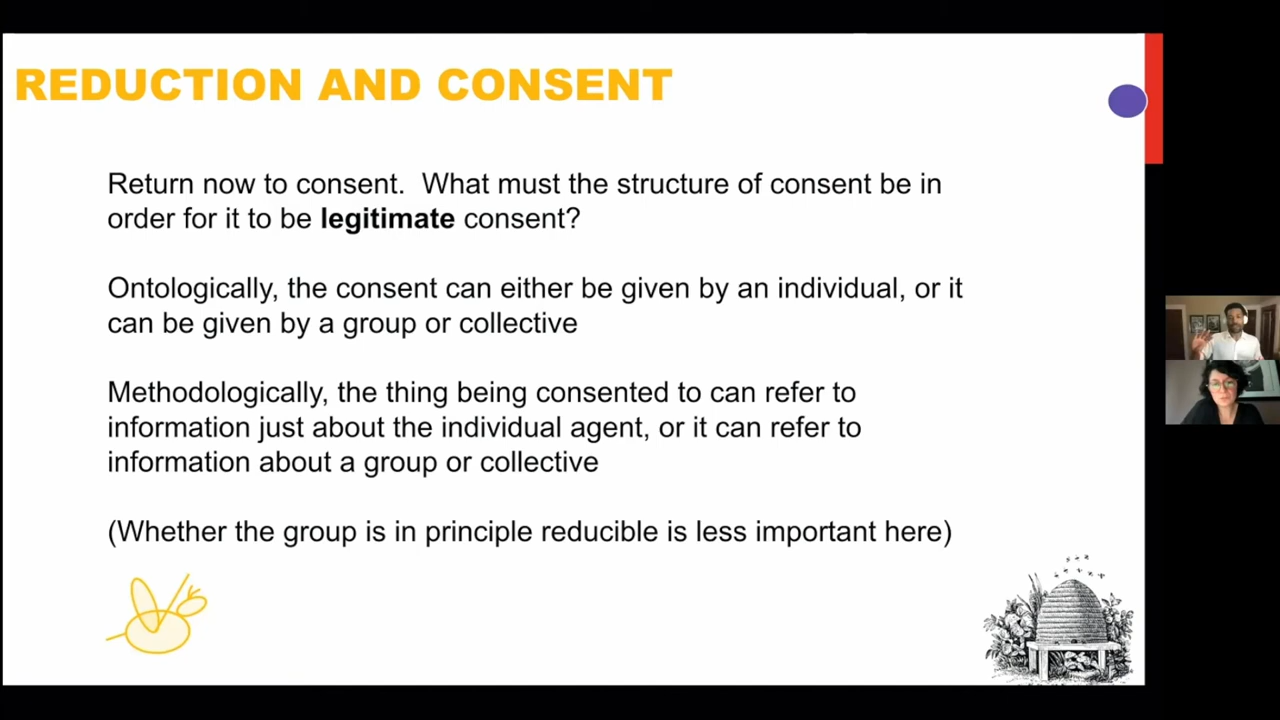 REDUCTION AND CONSENT
Return now to consent.  What must the structure of consent be in
order for it to be legitimate consent?
Ontologically, the consent can either be given by an individual, or it
can be given by a group or collective
Methodologically, the thing being consented to can refer to
information just about the individual agent, or it can refer to
information about a group or collective
(Whether the group is in principle reducible is less important here)